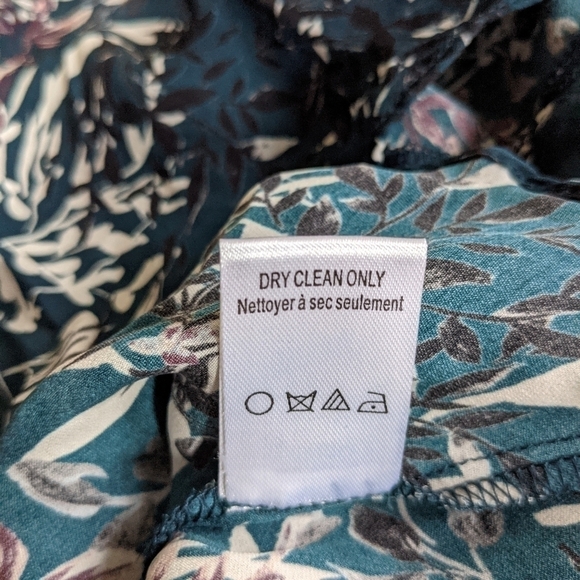 DRY CLEAN ONLY
Nettoyer à sec seulement